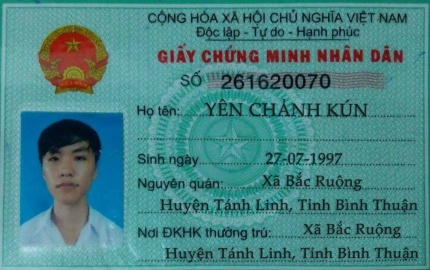 CỘNG HÒA XÃ HỘI CHỦ NGHĨA VIỆT NAM
Độc lập - Tự do - Hạnh phúc
GIẤY CHỨNG MINH NHÂN DÂN
SỐ 261620070
Họ tên: YÊN CHÁNH KÚN
Sinh ngày 27-07-1997
Nguyên quán: Xã Bắc Ruộng
Huyện Tánh Linh, Tỉnh Bình Thuận
Nơi ĐKHK thường trú: Xã Bắc Ruộng
Huyện Tánh Linh, Tỉnh Bình Thuận